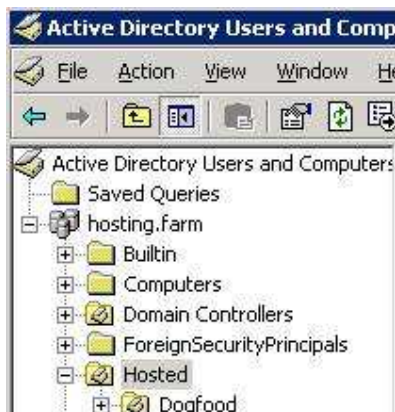 Active Directory Users and Comp
File Action View Window He
Active Directory Users and Computers
Saved Queries
hosting.farm
Builtin
Computers
Domain Controllers
ForeignSecurityPrincipals
Hosted
Dogfood